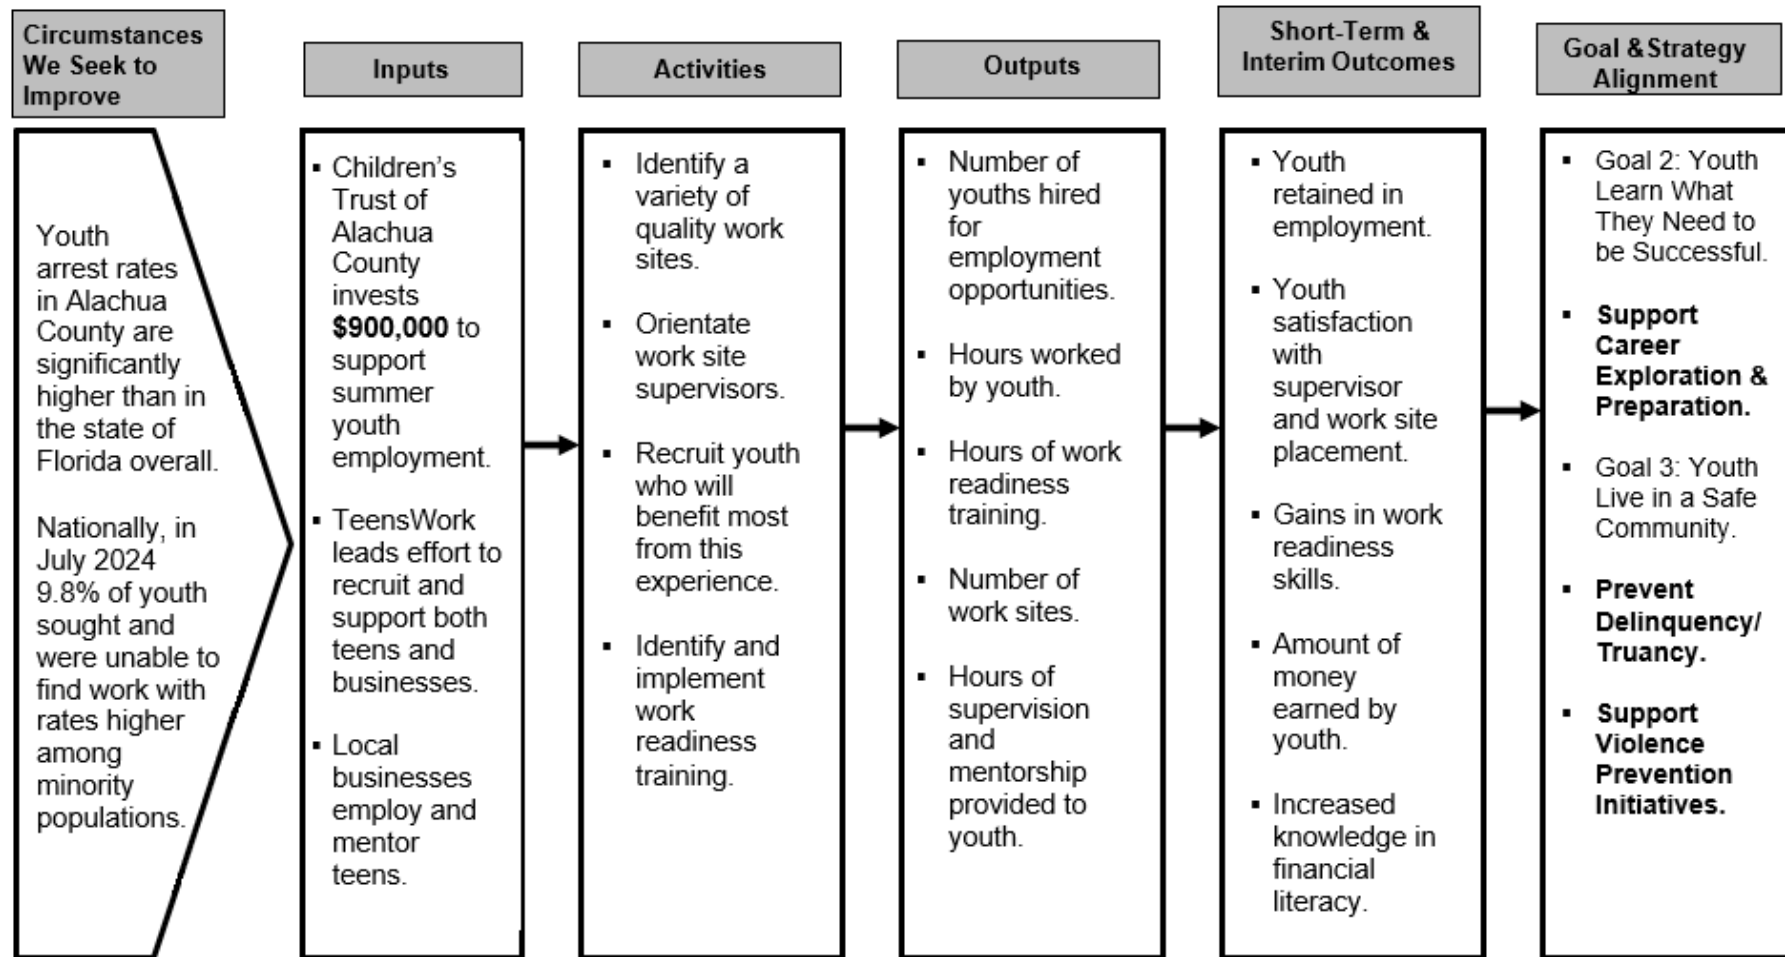 Circumstances
We Seek to
Improve
Youth
arrest rates
in Alachua
County are
significantly
higher than in
the state of
Florida overall.
Nationally, in
July 2024
9.8% of youth
sought and
were unable to
find work with
rates higher
among
minority
populations.
Inputs
▪ Children’s
Trust of
Alachua
County
invests
$900,000 to
support
summer
youth
employment.
▪ TeensWork
leads effort to
recruit and
support both
teens and
businesses.
▪ Local
businesses
employ and
mentor
teens.
Activities
▪ Identify a
variety of
quality work
sites.
▪ Orientate
work site
supervisors.
▪ Recruit youth
who will
benefit most
from this
experience.
▪ Identify and
implement
work
readiness
training.
Outputs
▪ Number of
youths hired
for
employment
opportunities.
▪ Hours worked
by youth.
▪ Hours of work
readiness
training.
▪ Number of
work sites.
▪ Hours of
supervision
and
mentorship
provided to
youth.
Short-Term &
Interim Outcomes
▪ Youth
retained in
employment.
▪ Youth
satisfaction
with
supervisor
and work site
placement.
▪ Gains in work
readiness
skills.
▪ Amount of
money
earned by
youth.
▪ Increased
knowledge in
financial
literacy.
Goal & Strategy
Alignment
▪ Goal 2: Youth
Learn What
They Need to
be Successful.
▪ Support
Career
Exploration &
Preparation.
▪ Goal 3: Youth
Live in a Safe
Community.
▪ Prevent
Delinquency/
Truancy.
▪ Support
Violence
Prevention
Initiatives.